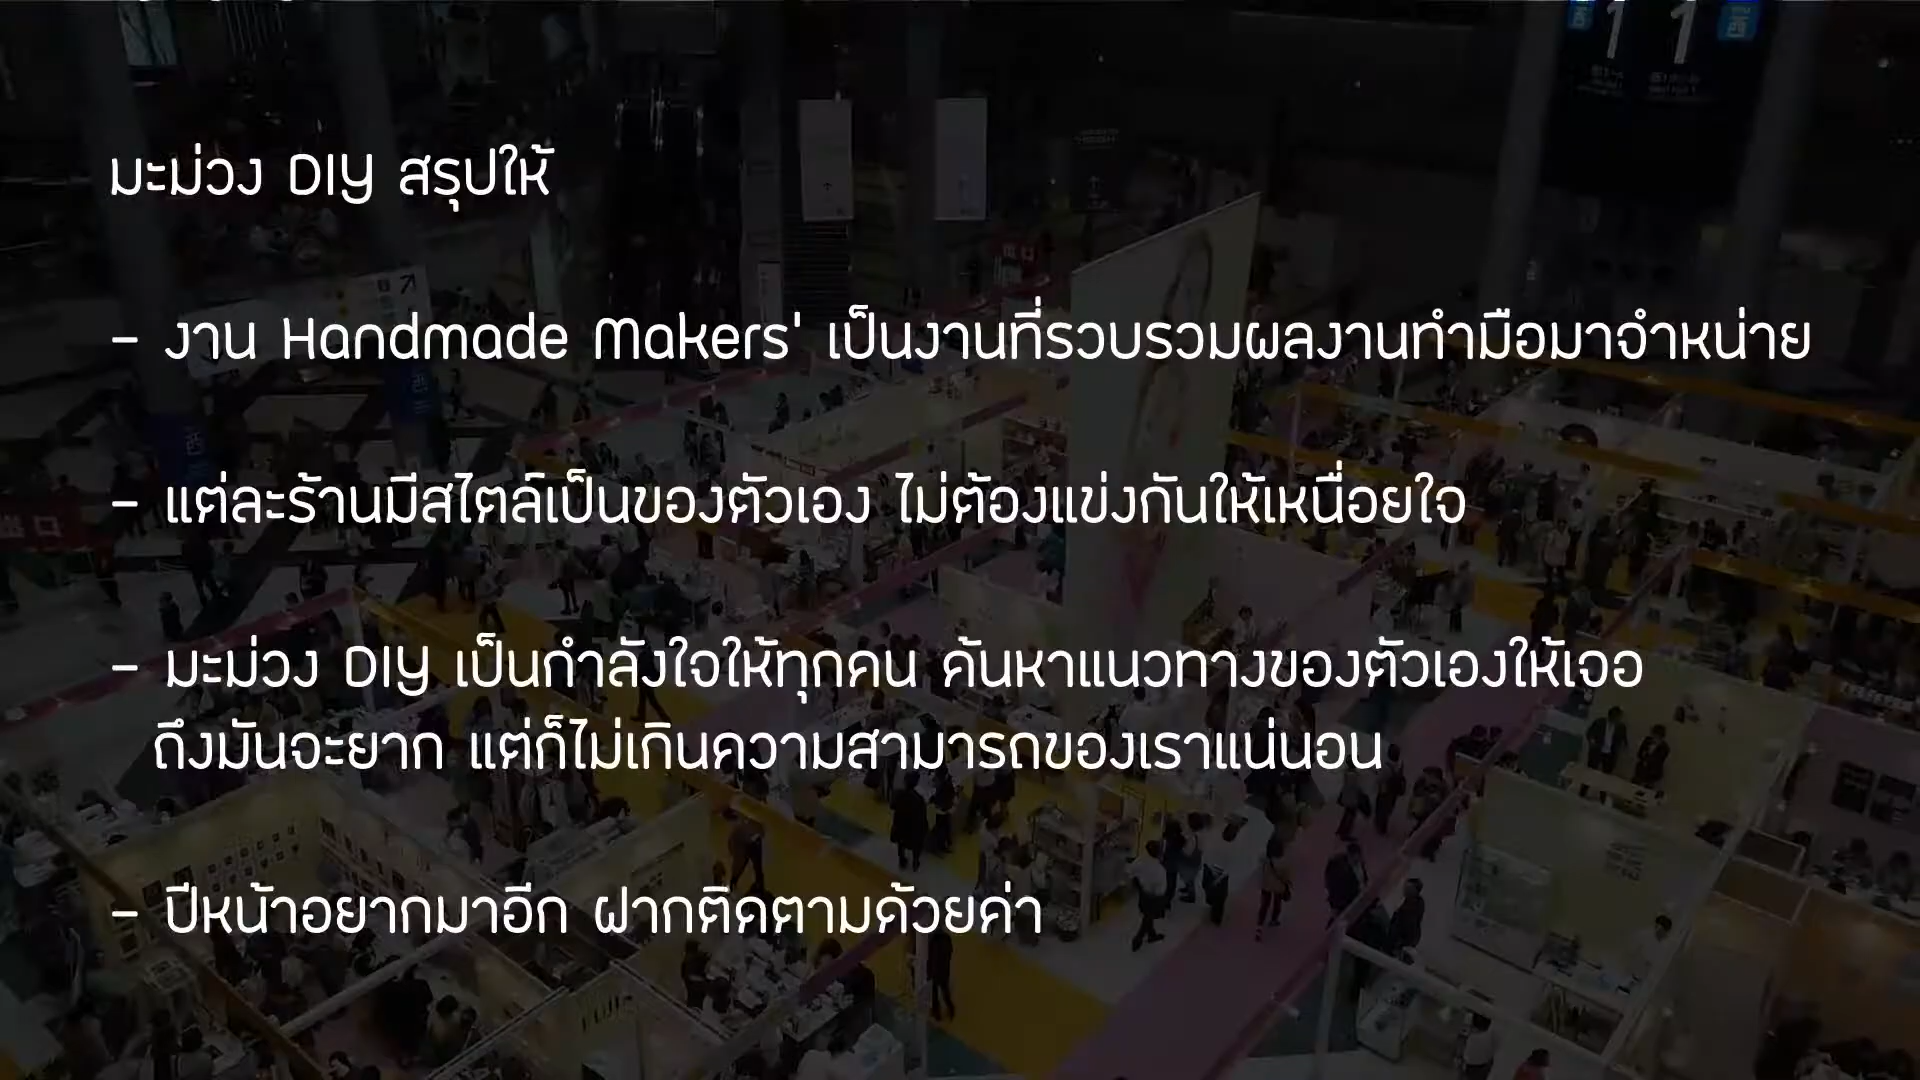 มะม่วง DIY สรุปให้
- งาน Handmade Makers' เป็นงานที่รวบรวมผลงานทำมือมาจำหน่าย
- แต่ละร้านมีสไตล์เป็นของตัวเอง ไม่ต้องแข่งกันให้เหนื่อยใจ
- มะม่วง DIY เป็นกำลังใจให้ทุกคน ค้นหาแนวทางของตัวเองให้เจอ
ถึงมันจะยาก แต่ก็ไม่เกินความสามารถของเราแน่นอน
- ปีหน้าอยากมาอีก ฝากติดตามด้วยค่า